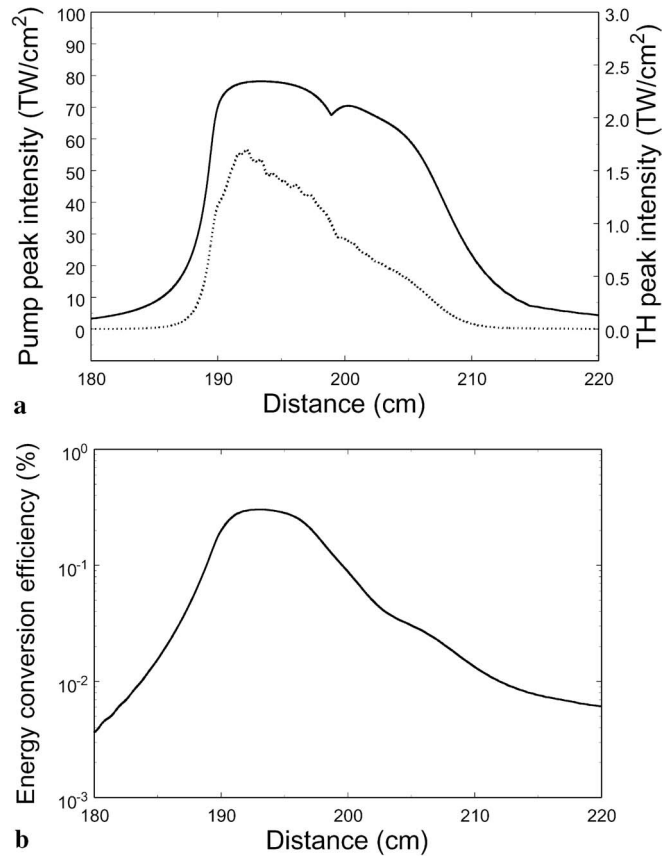 100
90
80
70
60
50
40
30
20
10
0
Pump peak intensity (TW/cm²)
3.0
2.5
2.0
1.5
1.0
0.5
0.0
TH peak intensity (TW/cm²)
180 190 200 210 220
Distance (cm)
a
10⁰
10⁻¹
10⁻²
10⁻³
Energy conversion efficiency (%)
180 190 200 210 220
Distance (cm)
b